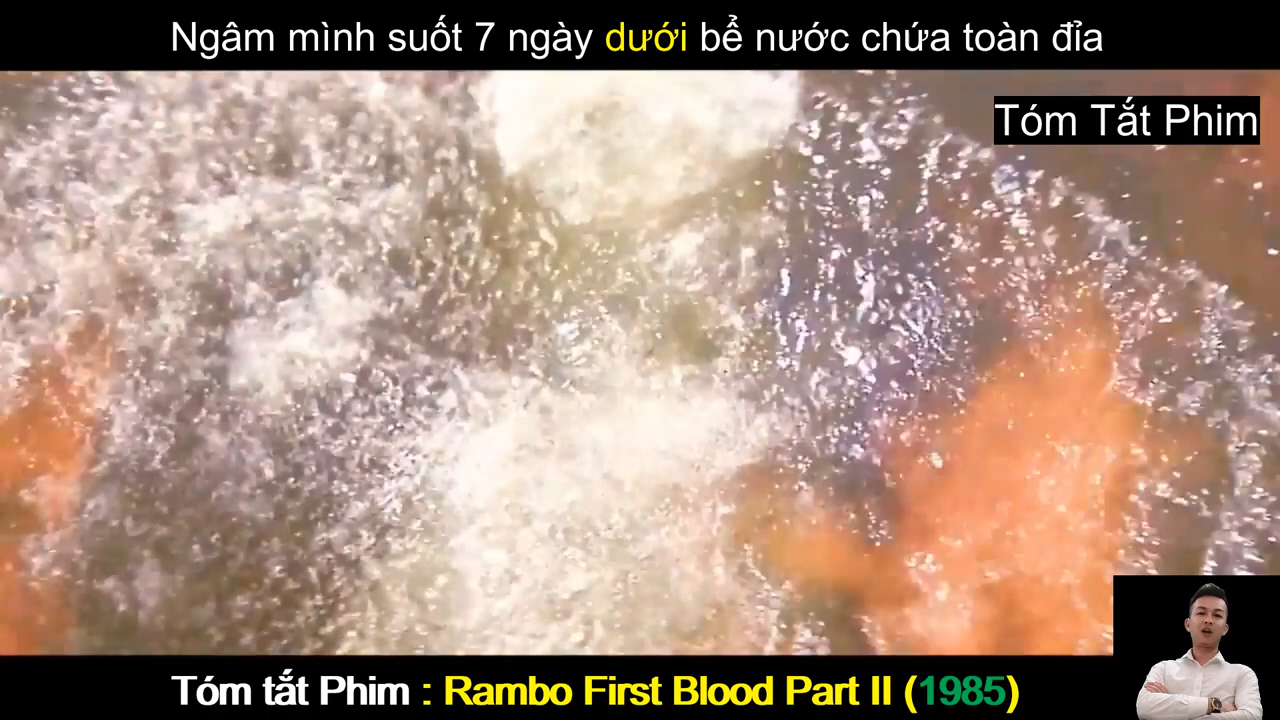 Ngâm mình suốt 7 ngày dưới bể nước chứa toàn đỉa
Tóm Tắt Phim
Tóm tắt Phim : Rambo First Blood Part II (1985)